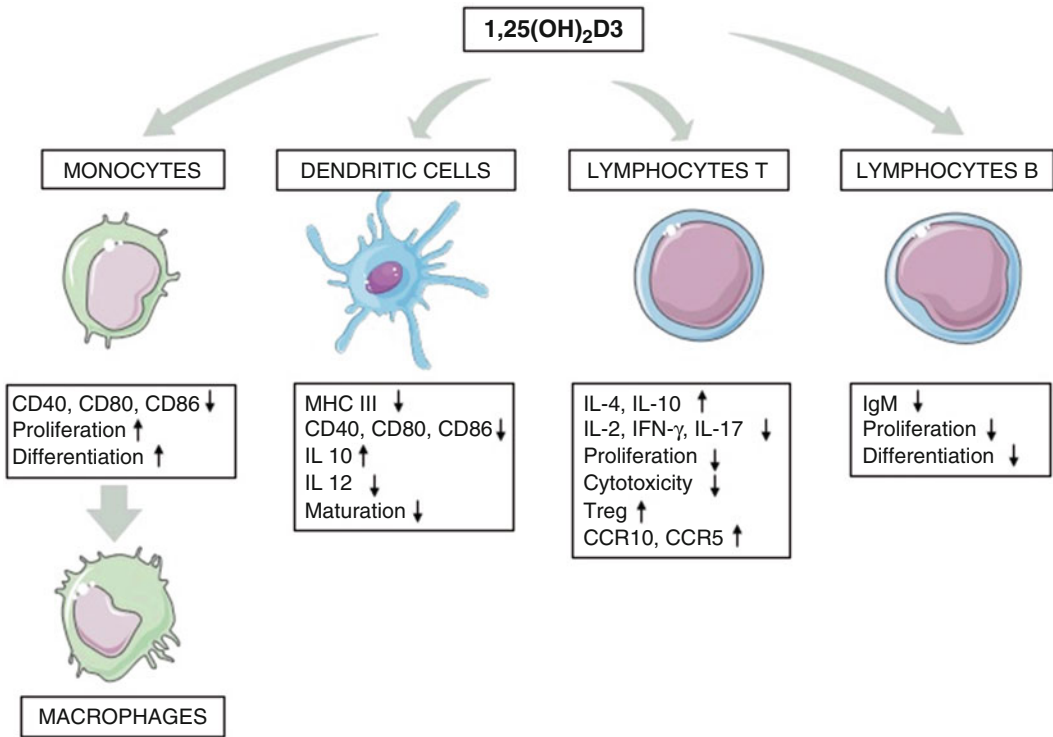 1,25(OH)₂D3
MONOCYTES
DENDRITIC CELLS
LYMPHOCYTES T
LYMPHOCYTES B
CD40, CD80, CD86 ↓
Proliferation ↑
Differentiation ↑
MHC III ↓
CD40, CD80, CD86 ↓
IL 10 ↑
IL 12 ↓
Maturation ↓
IL-4, IL-10 ↑
IL-2, IFN-γ, IL-17 ↓
Proliferation ↓
Cytotoxicity ↓
Treg ↑
CCR10, CCR5 ↑
IgM ↓
Proliferation ↓
Differentiation ↓
MACROPHAGES